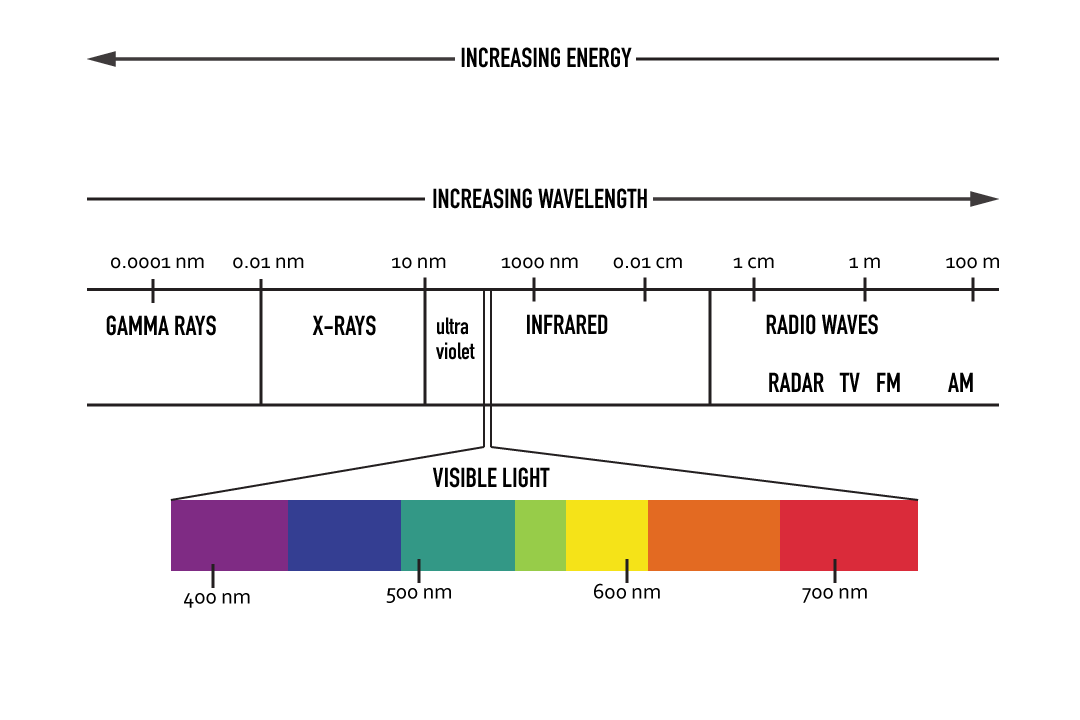 INCREASING ENERGY
INCREASING WAVELENGTH
0.0001 nm 0.01 nm 10 nm 1000 nm 0.01 cm 1 cm 1 m 100 m
GAMMA RAYS X-RAYS ultra violet INFRARED RADIO WAVES
RADAR TV FM AM
VISIBLE LIGHT
400 nm 500 nm 600 nm 700 nm